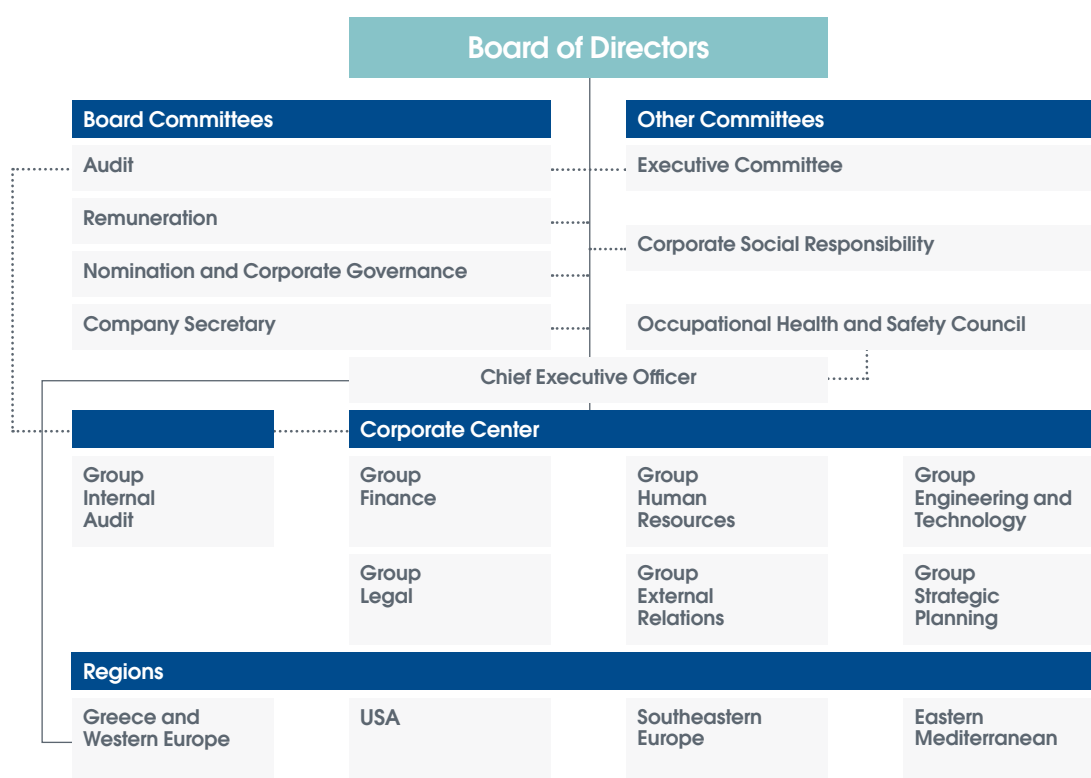 Board of Directors
Board Committees
Audit
Remuneration
Nomination and Corporate Governance
Company Secretary
Other Committees
Executive Committee
Corporate Social Responsibility
Occupational Health and Safety Council
Chief Executive Officer
Corporate Center
Group
Internal
Audit
Group
Finance
Group
Human
Resources
Group
Engineering and
Technology
Group
Legal
Group
External
Relations
Group
Strategic
Planning
Regions
Greece and
Western Europe
USA
Southeastern
Europe
Eastern
Mediterranean